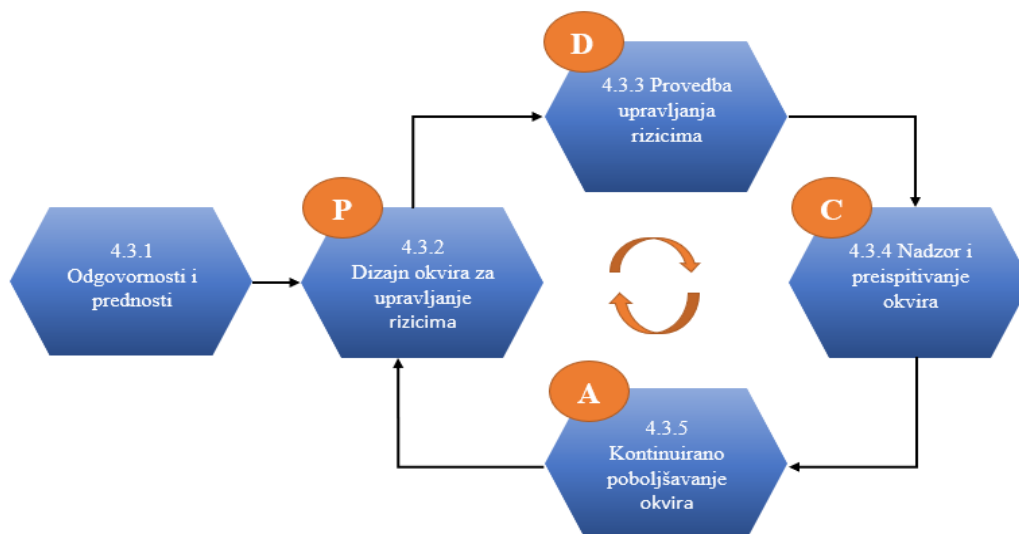 D
4.3.3 Provedba
upravljanja
rizicima
P
C
4.3.1
Odgovornosti i
prednosti
4.3.2
Dizajn okvira za
upravljanje
rizicima
4.3.4 Nadzor i
preispitivanje
okvira
A
4.3.5
Kontinuirano
poboljšavanje
okvira